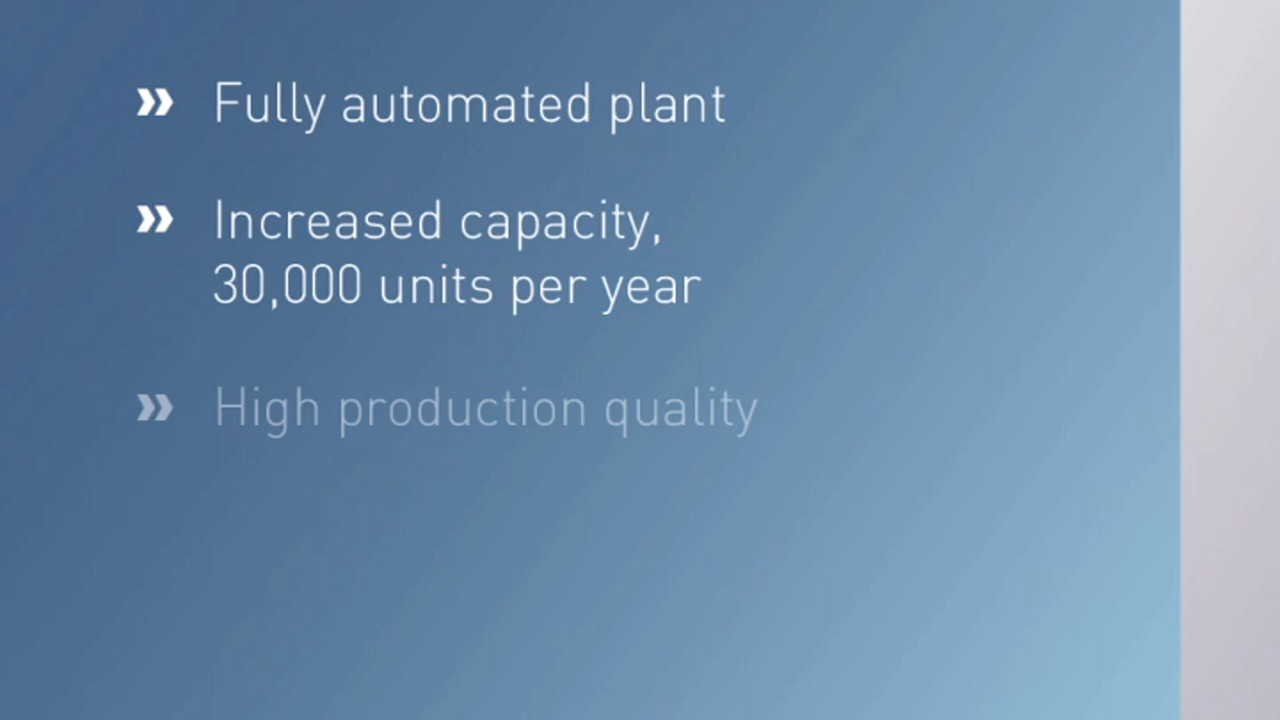 » Fully automated plant
» Increased capacity,
30,000 units per year
» High production quality